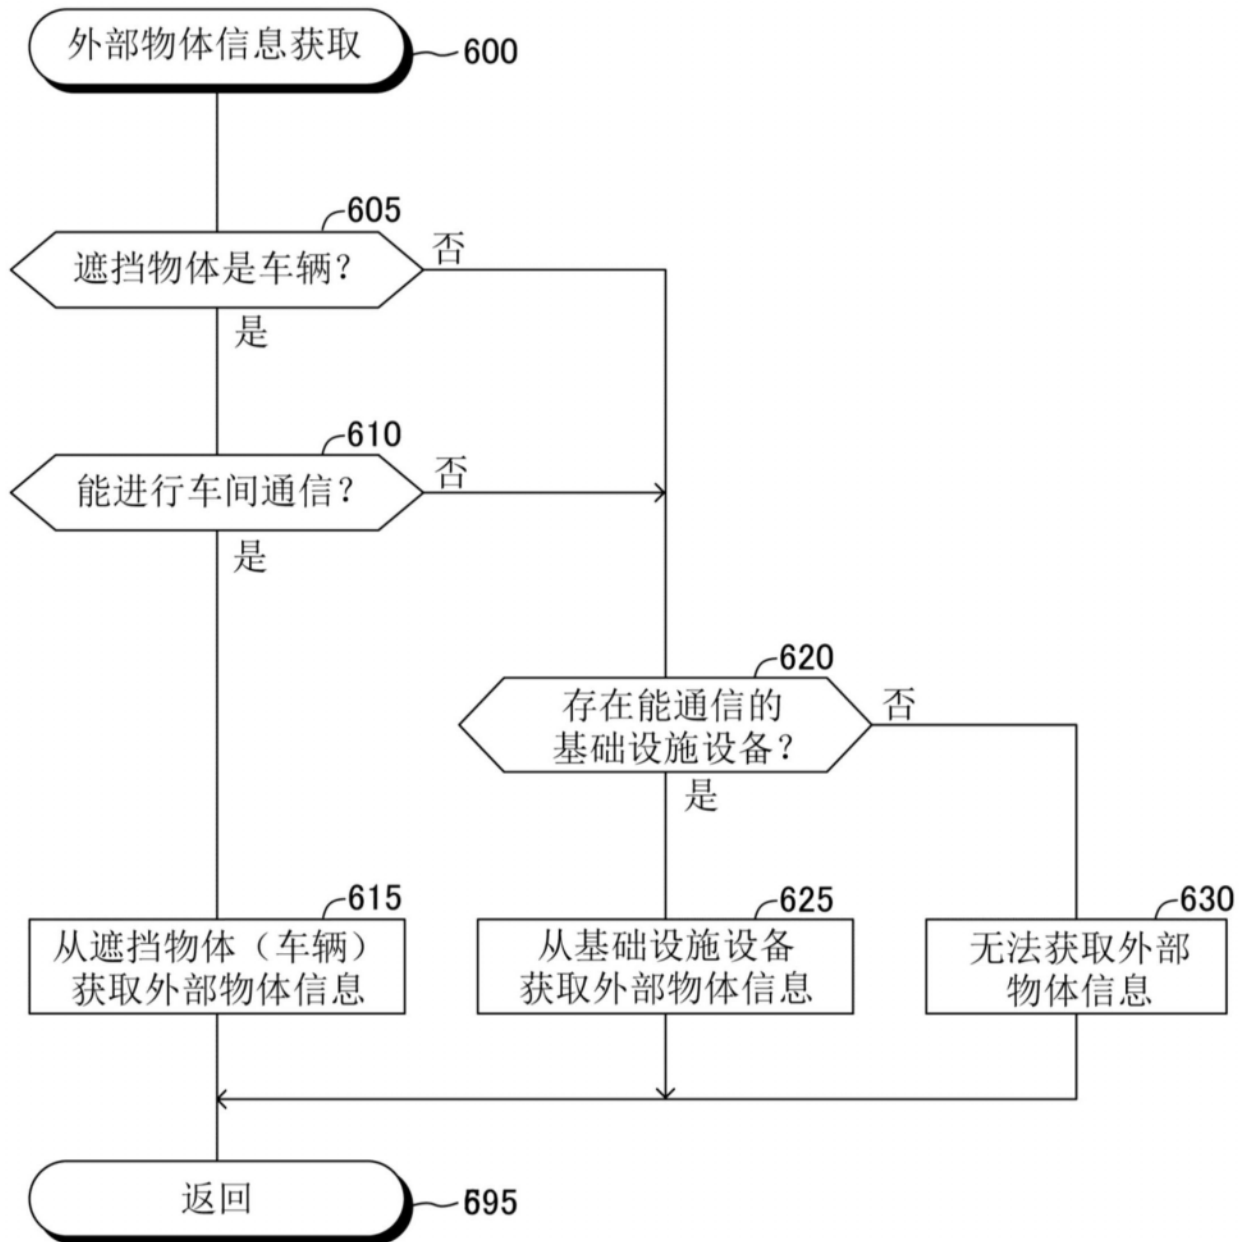 外部物体信息获取
600
605
遮挡物体是车辆?
否
是
610
能进行车间通信?
否
是
620
存在能通信的
基础设施设备?
否
是
615
从遮挡物体（车辆）
获取外部物体信息
625
从基础设施设备
获取外部物体信息
630
无法获取外部
物体信息
返回
695